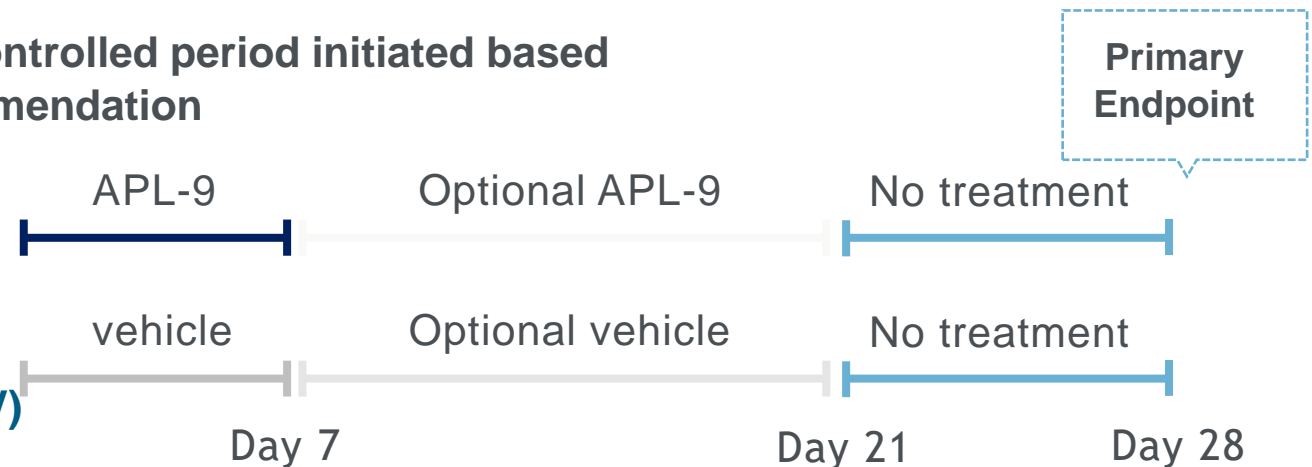 ntrolled period initiated based
mendation
Primary
Endpoint
APL-9 Optional APL-9 No treatment
vehicle Optional vehicle No treatment
/)
Day 7 Day 21 Day 28